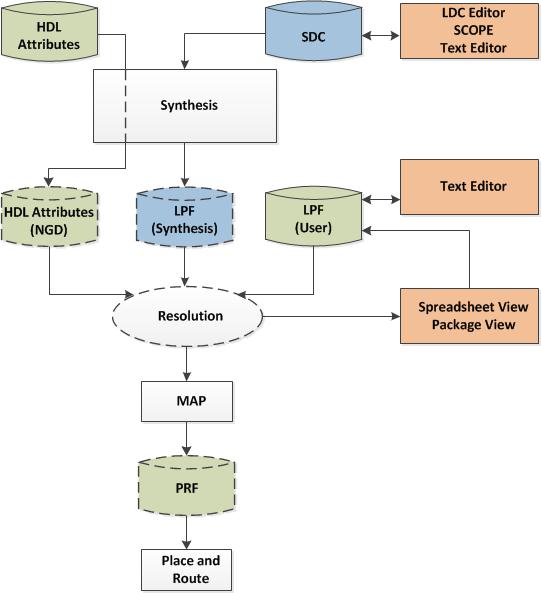 HDL
Attributes
SDC
LDC Editor
SCOPE
Text Editor
Synthesis
HDL Attributes
(NGD)
LPF
(Synthesis)
LPF
(User)
Text Editor
Resolution
Spreadsheet View
Package View
MAP
PRF
Place and
Route